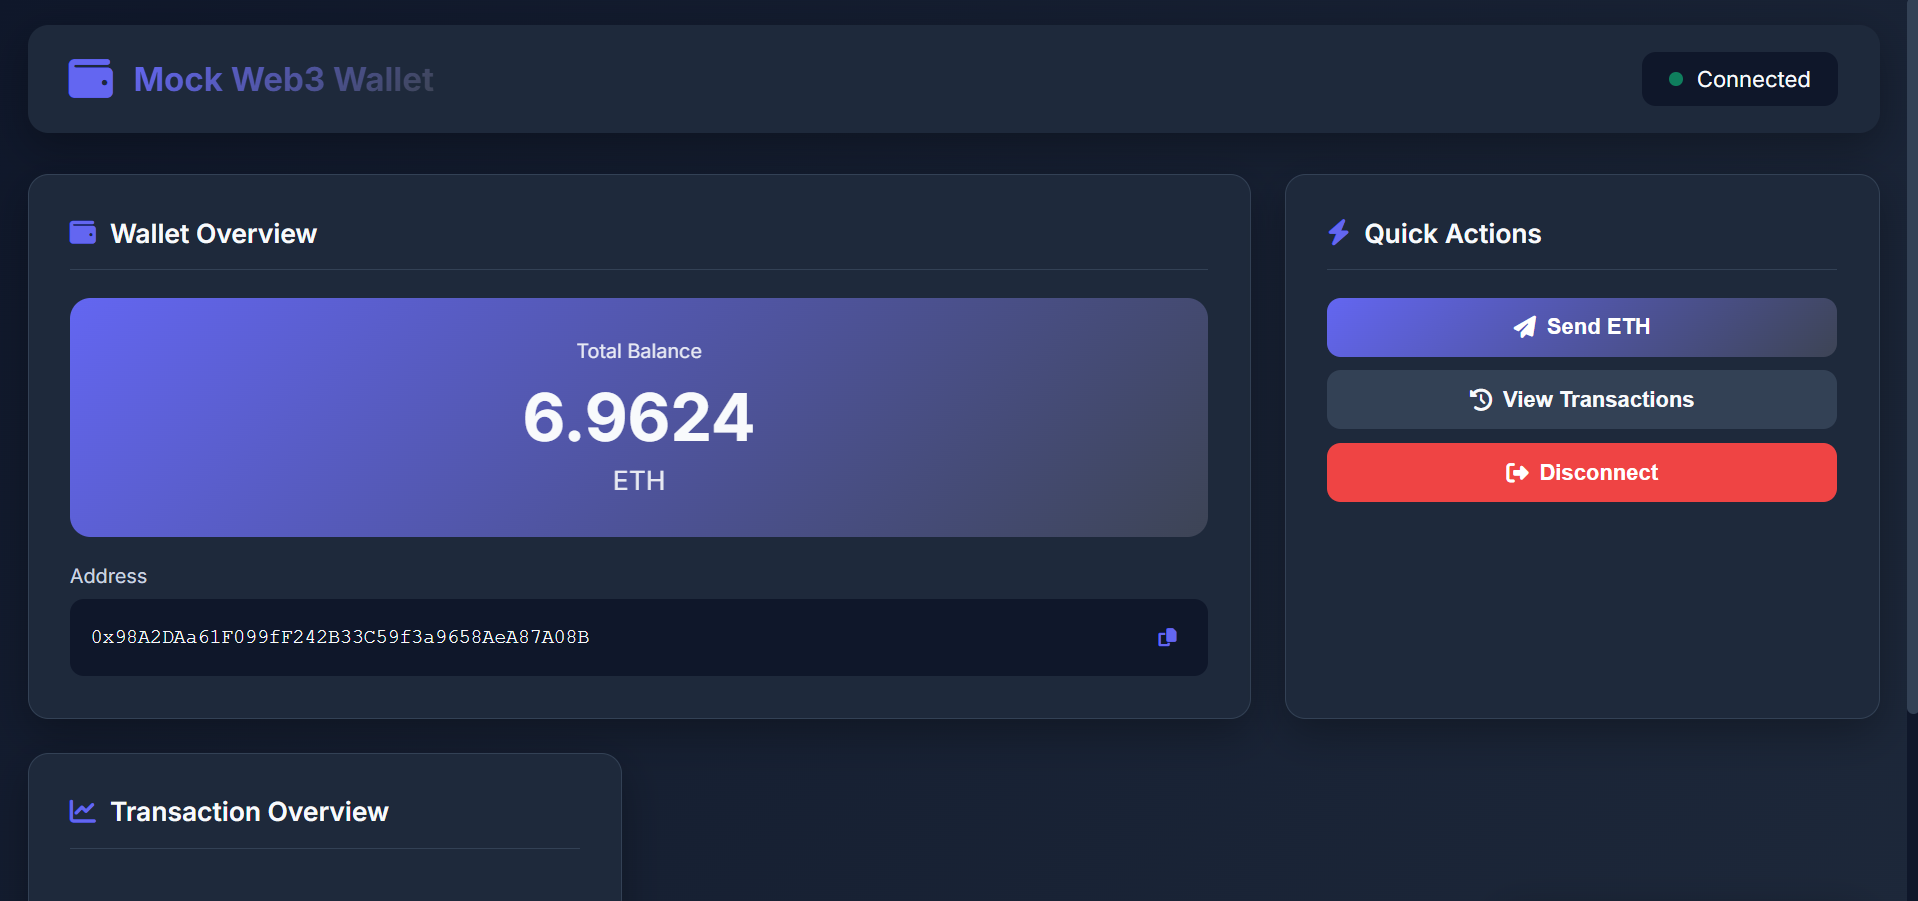 Mock Web3 Wallet
Connected
Wallet Overview
Total Balance
6.9624
ETH
Address
0x98A2DAa61F099fF242B33C59f3a9658AeA87A08B
Quick Actions
Send ETH
View Transactions
Disconnect
Transaction Overview